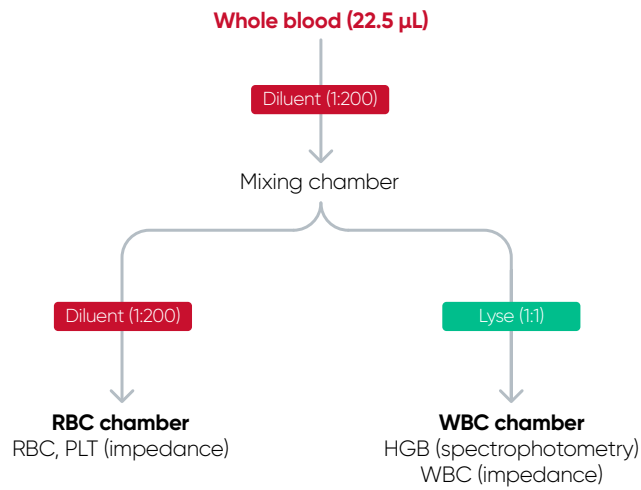 Whole blood (22.5 µL)
Diluent (1:200)
Mixing chamber
Diluent (1:200)
Lyse (1:1)
RBC chamber
RBC, PLT (impedance)
WBC chamber
HGB (spectrophotometry)
WBC (impedance)